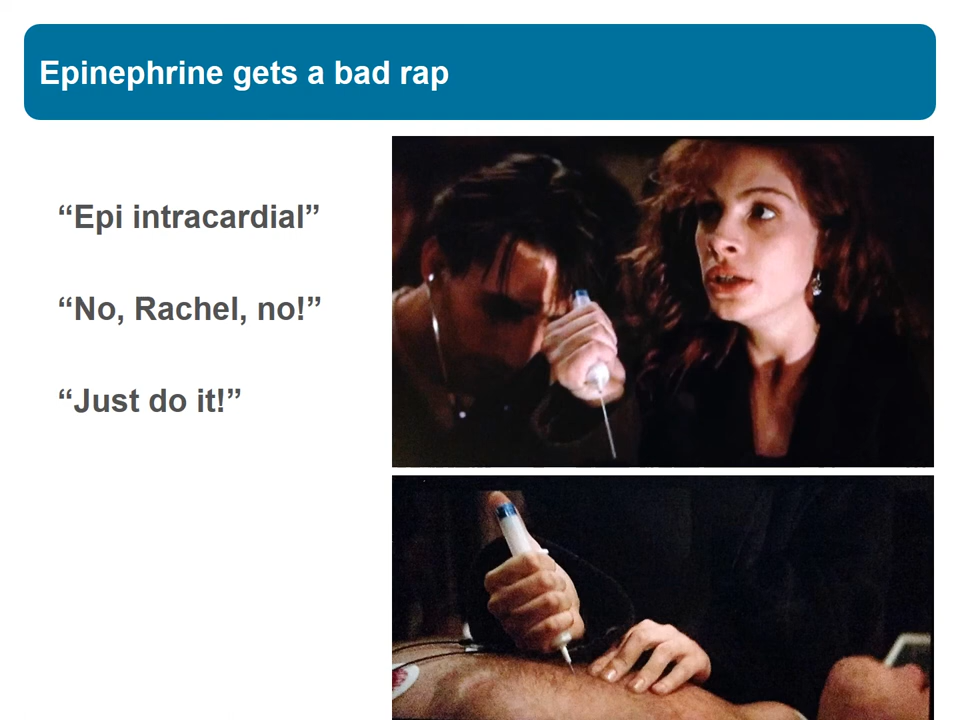 Epinephrine gets a bad rap
“Epi intracardial”
“No, Rachel, no!”
“Just do it!”